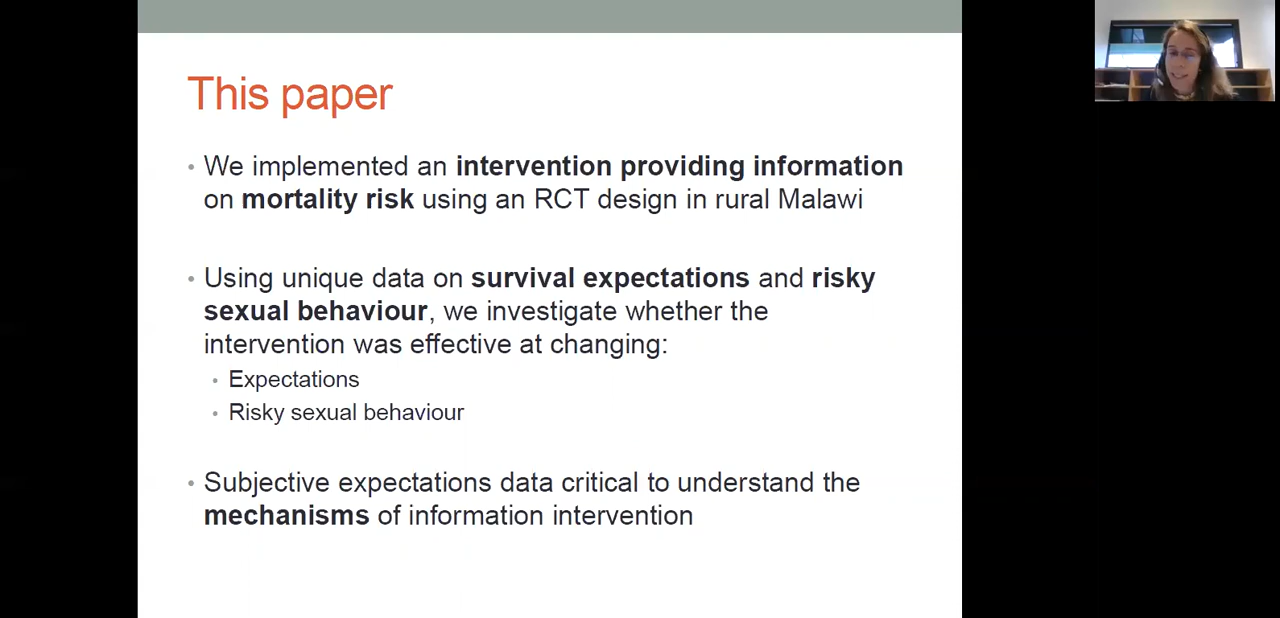 This paper
• We implemented an intervention providing information
on mortality risk using an RCT design in rural Malawi
• Using unique data on survival expectations and risky
sexual behaviour, we investigate whether the
intervention was effective at changing:
• Expectations
• Risky sexual behaviour
• Subjective expectations data critical to understand the
mechanisms of information intervention